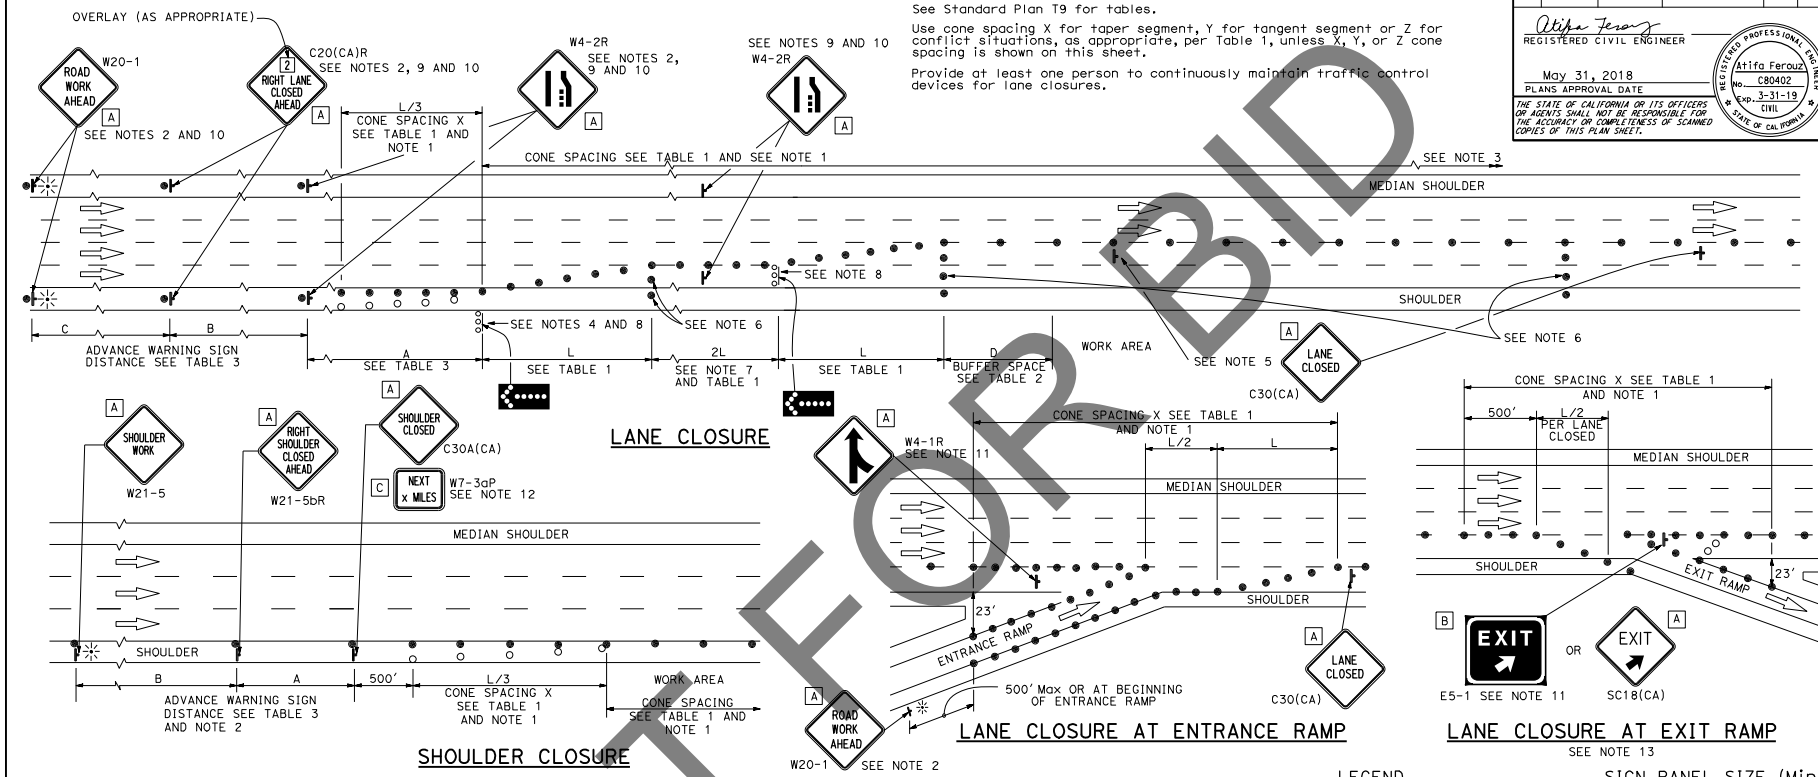 OVERLAY (AS APPROPRIATE)
ROAD
WORK
AHEAD
W20-1
A
SEE NOTES 2 AND 10
2
RIGHT LANE
CLOSED
AHEAD
C20(CA)R
SEE NOTES 2, 9 AND 10
A
L/3
CONE SPACING X
SEE TABLE 1 AND
NOTE 1
W4-2R
SEE NOTES 2,
9 AND 10
A
SEE NOTES 9 AND 10
W4-2R
A
See Standard Plan T9 for tables.
Use cone spacing X for taper segment, Y for tangent segment or Z for
conflict situations, as appropriate, per Table 1, unless X, Y, or Z cone
spacing is shown on this sheet.
Provide at least one person to continuously maintain traffic control
devices for lane closures.
Atifa Ferouz
REGISTERED CIVIL ENGINEER
May 31, 2018
PLANS APPROVAL DATE
THE STATE OF CALIFORNIA OR ITS OFFICERS
OR AGENTS SHALL NOT BE RESPONSIBLE FOR
THE ACCURACY OR COMPLETENESS OF SCANNED
COPIES OF THIS PLAN SHEET.
REGISTERED PROFESSIONAL ENGINEER
Atifa Ferouz
No. C80402
Exp. 3-31-19
CIVIL
STATE OF CALIFORNIA
CONE SPACING SEE TABLE 1 AND SEE NOTE 1
SEE NOTE 3
MEDIAN SHOULDER
SEE NOTE 8
SHOULDER
C
B
ADVANCE WARNING SIGN
DISTANCE SEE TABLE 3
A
SEE TABLE 3
SEE NOTES 4 AND 8
L
SEE TABLE 1
SEE NOTE 6
2L
SEE NOTE 7
AND TABLE 1
L
SEE TABLE 1
D
BUFFER SPACE
SEE TABLE 2
WORK AREA
SEE NOTE 5
A
LANE
CLOSED
C30(CA)
SEE NOTE 6
LANE CLOSURE
A
SHOULDER
WORK
W21-5
A
RIGHT
SHOULDER
CLOSED
AHEAD
W21-5bR
A
SHOULDER
CLOSED
C30A(CA)
C
NEXT
x MILES
W7-3aP
SEE NOTE 12
MEDIAN SHOULDER
SHOULDER
B
A
500'
L/3
WORK AREA
ADVANCE WARNING SIGN
DISTANCE SEE TABLE 3
AND NOTE 2
CONE SPACING X
SEE TABLE 1
AND NOTE 1
CONE SPACING
SEE TABLE 1 AND
NOTE 1
SHOULDER CLOSURE
A
W4-1R
SEE NOTE 11
CONE SPACING X SEE TABLE 1
AND NOTE 1
L/2
L
MEDIAN SHOULDER
SHOULDER
23'
ENTRANCE RAMP
A
ROAD
WORK
AHEAD
W20-1
SEE NOTE 2
500' Max OR AT BEGINNING
OF ENTRANCE RAMP
A
LANE
CLOSED
C30(CA)
LANE CLOSURE AT ENTRANCE RAMP
CONE SPACING X SEE TABLE 1
AND NOTE 1
500'
L/2
PER LANE
CLOSED
MEDIAN SHOULDER
SHOULDER
EXIT RAMP
23'
B
EXIT
E5-1 SEE NOTE 11
OR
A
EXIT
SC18(CA)
LANE CLOSURE AT EXIT RAMP
SEE NOTE 13
LEGEND
SIGN PANEL SIZE (Min
T FOR BID